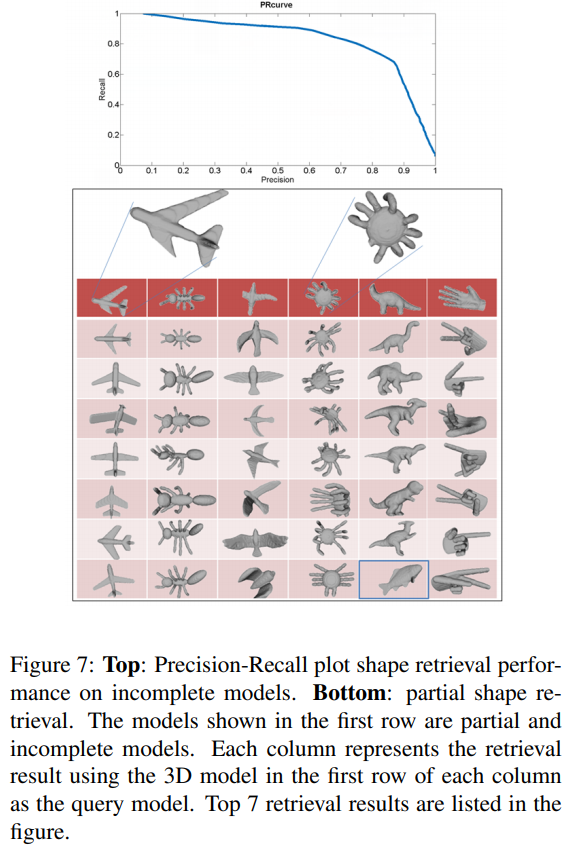 PRcurve
1
0.8
0.6
0.4
0.2
0
Recall
0
0.1
0.2
0.3
0.4
0.5
0.6
0.7
0.8
0.9
1
Precision
Figure 7: Top: Precision-Recall plot shape retrieval perfor-
mance on incomplete models. Bottom: partial shape re-
trieval. The models shown in the first row are partial and
incomplete models. Each column represents the retrieval
result using the 3D model in the first row of each column
as the query model. Top 7 retrieval results are listed in the
figure.